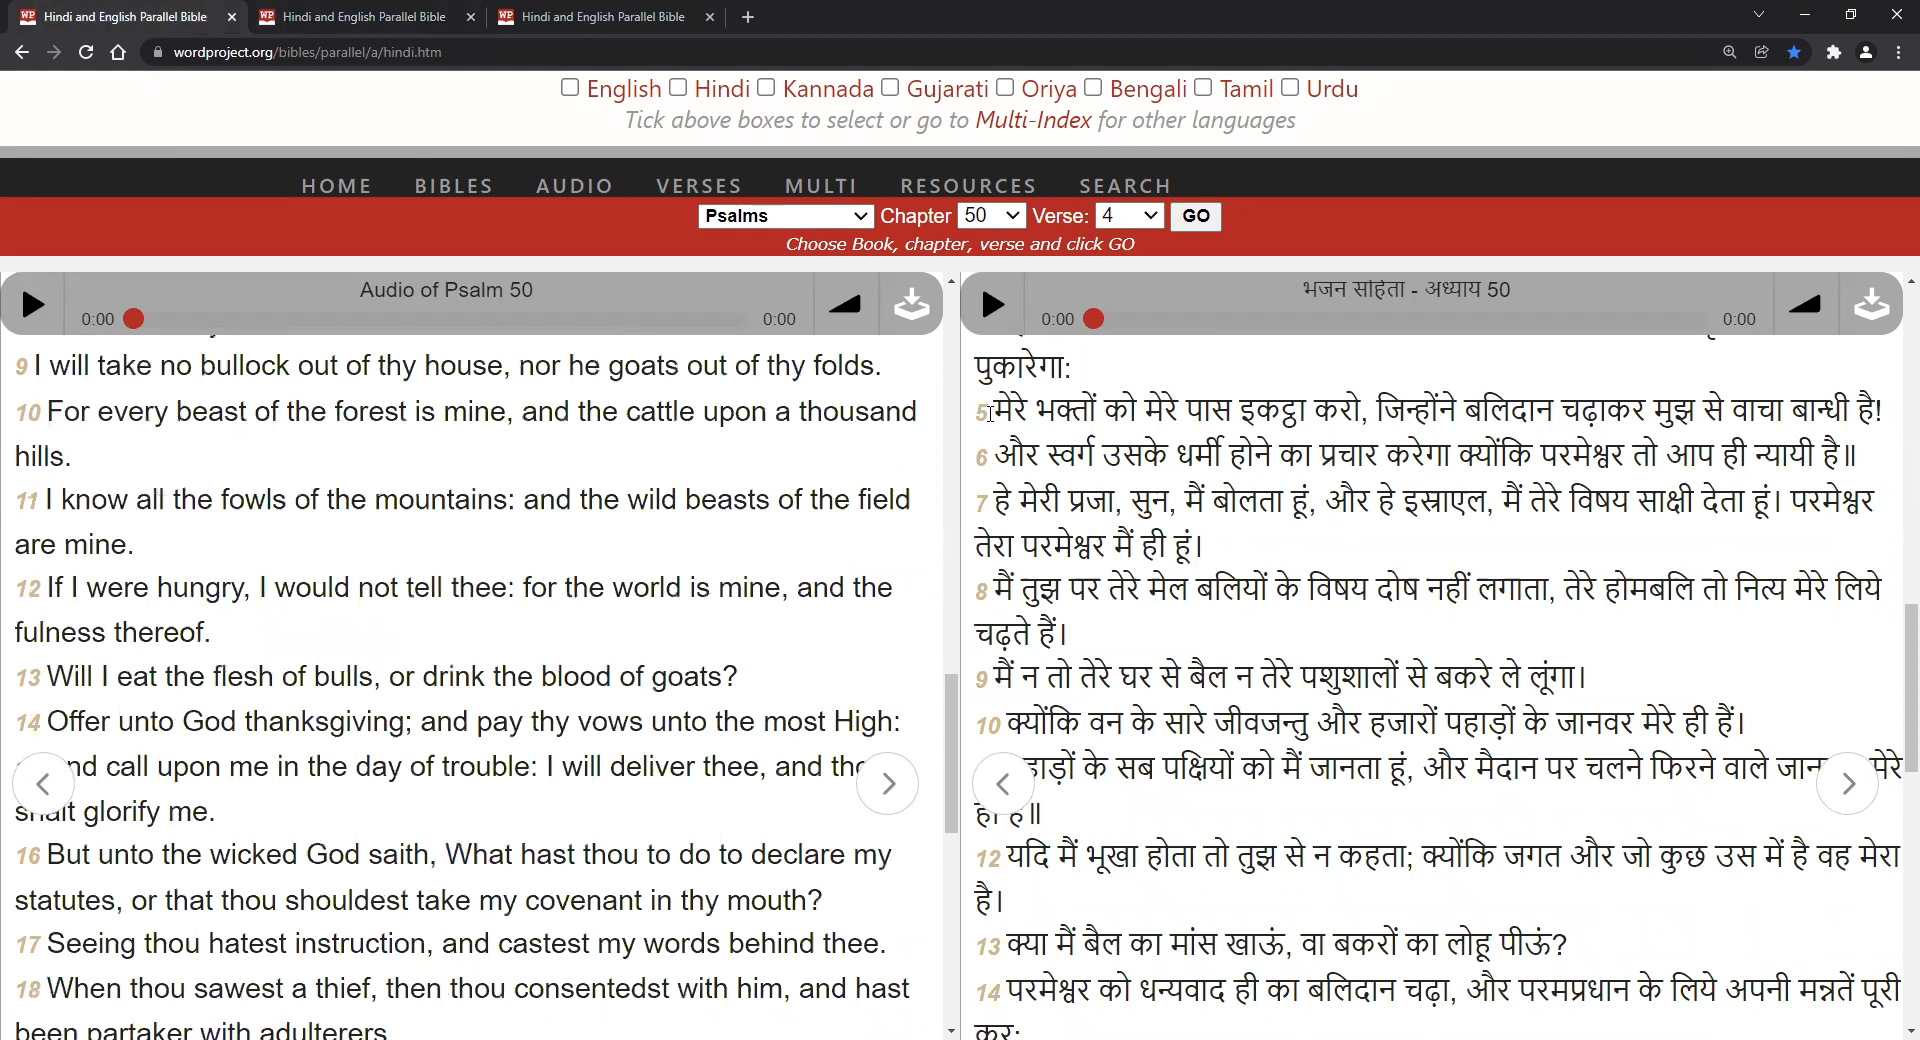 Hindi and English Parallel Bible
Hindi and English Parallel Bible
Hindi and English Parallel Bible
wordproject.org/bibles/parallel/a/hindi.htm
English Hindi Kannada Gujarati Oriya Bengali Tamil Urdu
Tick above boxes to select or go to Multi-Index for other languages
HOME BIBLES AUDIO VERSES MULTI RESOURCES SEARCH
Psalms Chapter 50 Verse: 4 GO
Choose Book, chapter, verse and click GO
Audio of Psalm 50
0:00 0:00
9 I will take no bullock out of thy house, nor he goats out of thy folds.
10 For every beast of the forest is mine, and the cattle upon a thousand
hills.
11 I know all the fowls of the mountains: and the wild beasts of the field
are mine.
12 If I were hungry, I would not tell thee: for the world is mine, and the
fulness thereof.
13 Will I eat the flesh of bulls, or drink the blood of goats?
14 Offer unto God thanksgiving; and pay thy vows unto the most High:
call upon me in the day of trouble: I will deliver thee, and
glorify me.
16 But unto the wicked God saith, What hast thou to do to declare my
statutes, or that thou shouldest take my covenant in thy mouth?
17 Seeing thou hatest instruction, and castest my words behind thee.
18 When thou sawest a thief, then thou consentedst with him, and hast
been partaker with adulterers
भजन संहिता - अध्याय 50
0:00 0:00
पुकारेगा:
5 मेरे भक्तों को मेरे पास इकट्ठा करो, जिन्होंने बलिदान चढ़ाकर मुझ से वाचा बान्धी है!
6 और स्वर्ग उसके धर्मी होने का प्रचार करेगा क्योंकि परमेश्वर तो आप ही न्यायी है॥
7 हे मेरी प्रजा, सुन, मैं बोलता हूं, और हे इस्राएल, मैं तेरे विषय साक्षी देता हूं। परमेश्वर
तेरा परमेश्वर मैं ही हूं।
8 मैं तुझ पर तेरे मेल बलियों के विषय दोष नहीं लगाता, तेरे होमबलि तो नित्य मेरे लिये
चढ़ते हैं।
9 मैं न तो तेरे घर से बैल न तेरे पशुशालों से बकरे ले लूंगा।
10 क्योंकि वन के सारे जीवजन्तु और हजारों पहाड़ों के जानवर मेरे ही हैं।
के सब पक्षियों को मैं जानता हूं, और मैदान पर चलने फिरने वाले
12 यदि मैं भूखा होता तो तुझ से न कहता; क्योंकि जगत और जो कुछ उस में है वह मेरा
है।
13 क्या मैं बैल का मांस खाऊं, वा बकरों का लोहू पीऊं?
14 परमेश्वर को धन्यवाद ही का बलिदान चढ़ा, और परमप्रधान के लिये अपनी मन्नतें पूरी